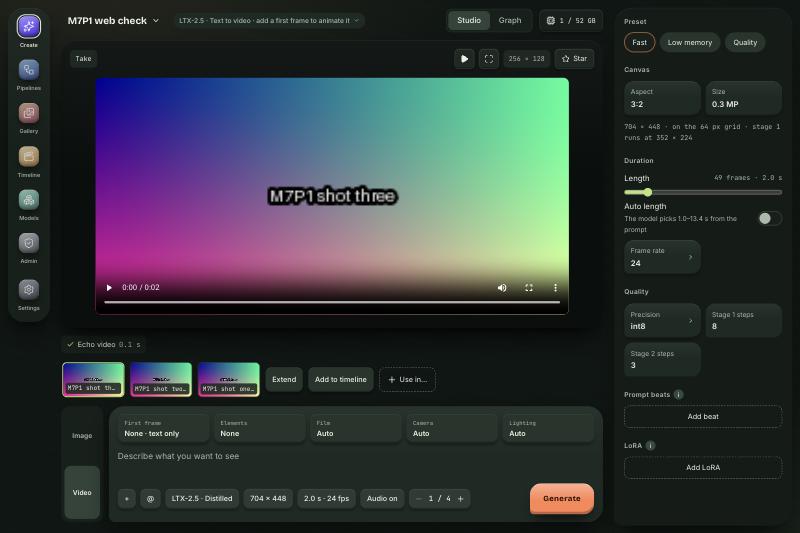 Create
Pipelines
Gallery
Timeline
Models
Admin
Settings
M7P1 web check
LTX-2.5 · Text to video · add a first frame to animate it
Studio
Graph
1 / 52 GB
Take
256 × 128
Star
M7P1 shot three
0:00 / 0:02
Echo video 0.1 s
M7P1 shot th…
M7P1 shot two…
M7P1 shot one…
Extend
Add to timeline
+ Use in…
Image
Video
First frame
None · text only
Elements
None
Film
Auto
Camera
Auto
Lighting
Auto
Describe what you want to see
+
@
LTX-2.5 · Distilled
704 × 448
2.0 s · 24 fps
Audio on
− 1 / 4 +
Generate
Preset
Fast
Low memory
Quality
Canvas
Aspect
3:2
Size
0.3 MP
704 × 448 · on the 64 px grid · stage 1
runs at 352 × 224
Duration
Length
49 frames · 2.0 s
Auto length
The model picks 1.0–13.4 s from the
prompt
Frame rate
24
Quality
Precision
int8
Stage 1 steps
8
Stage 2 steps
3
Prompt beats i
Add beat
LoRA i
Add LoRA